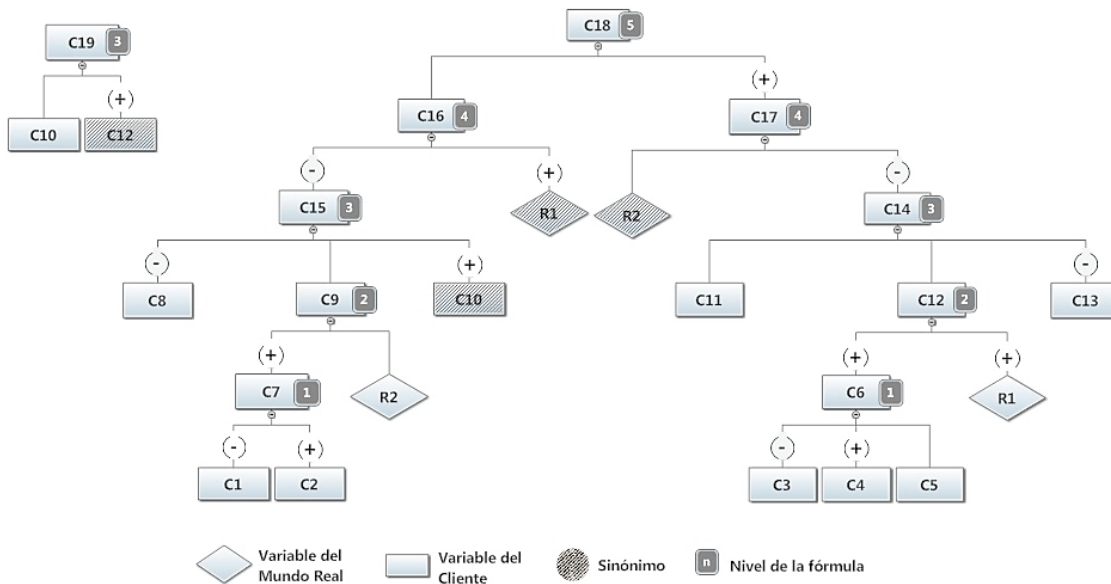 C18 5
C19 3
(+)
(+)
C10 C12
C16 4
C17 4
(-)
(+)
(-)
C15 3
R1
R2
C14 3
(-)
(+)
(-)
C8
C9 2
C10
C11
C12 2
C13
(+)
(+)
(+)
C7 1
R2
C6 1
R1
(-)
(+)
(-)
(+)
C1
C2
C3
C4
C5
Variable del
Mundo Real
Variable del
Cliente
Sinónimo
n Nivel de la fórmula